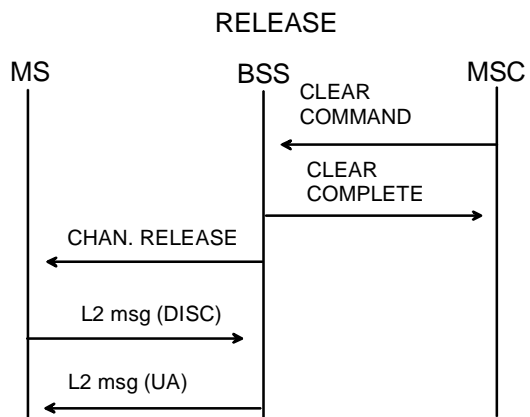 RELEASE
MS
BSS
MSC
CLEAR
COMMAND
CLEAR
COMPLETE
CHAN. RELEASE
L2 msg (DISC)
L2 msg (UA)